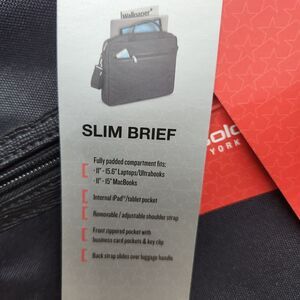 Wallpaper*
SLIM BRIEF
Fully padded compartment fits:
• 11" - 15.6" Laptops/Ultrabooks
• 11" - 15" MacBooks
Internal iPad®/tablet pocket
Removable / adjustable shoulder strap
Front zippered pocket with
business card pockets & key clip
Back strap slides over luggage handle
Solo
YORK